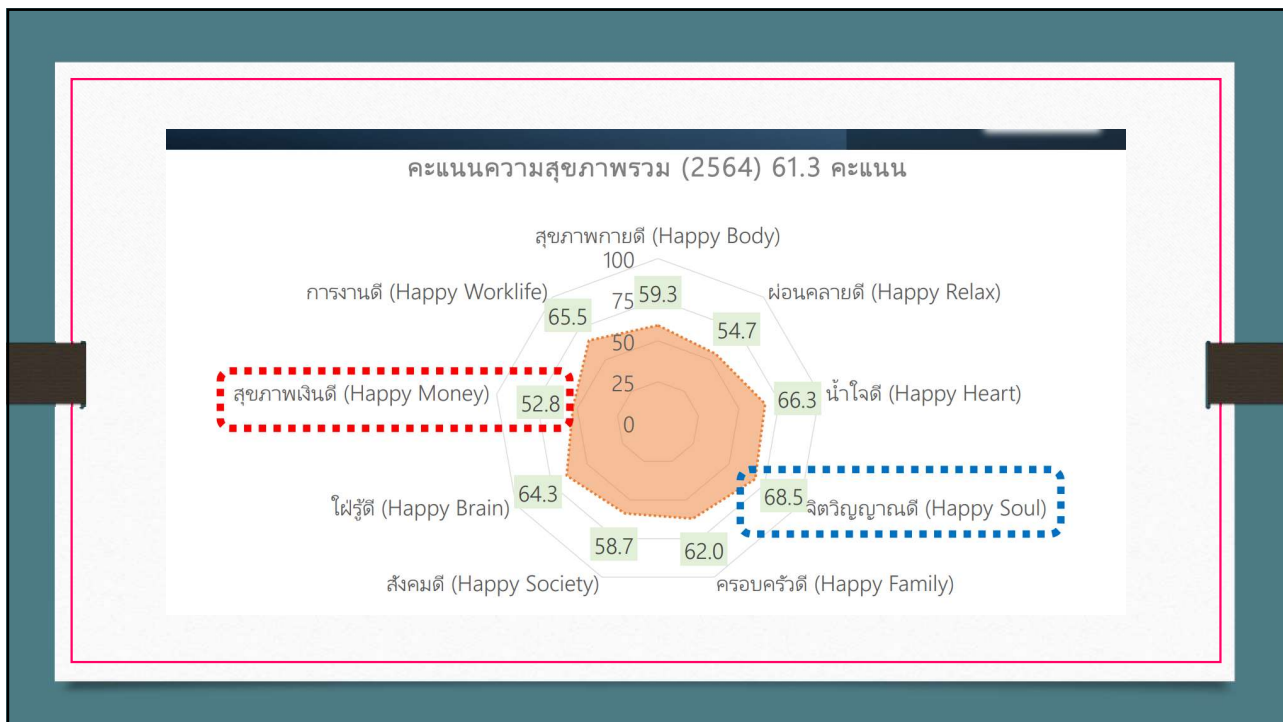 คะแนนความสุขภาพรวม (2564) 61.3 คะแนน
สุขภาพกายดี (Happy Body)
100
การงานดี (Happy Worklife)
75
59.3
ผ่อนคลายดี (Happy Relax)
65.5
54.7
50
สุขภาพเงินดี (Happy Money)
52.8
25
66.3
น้ำใจดี (Happy Heart)
0
64.3
ใฝ่รู้ดี (Happy Brain)
68.5
จิตวิญญาณดี (Happy Soul)
58.7
62.0
สังคมดี (Happy Society)
ครอบครัวดี (Happy Family)